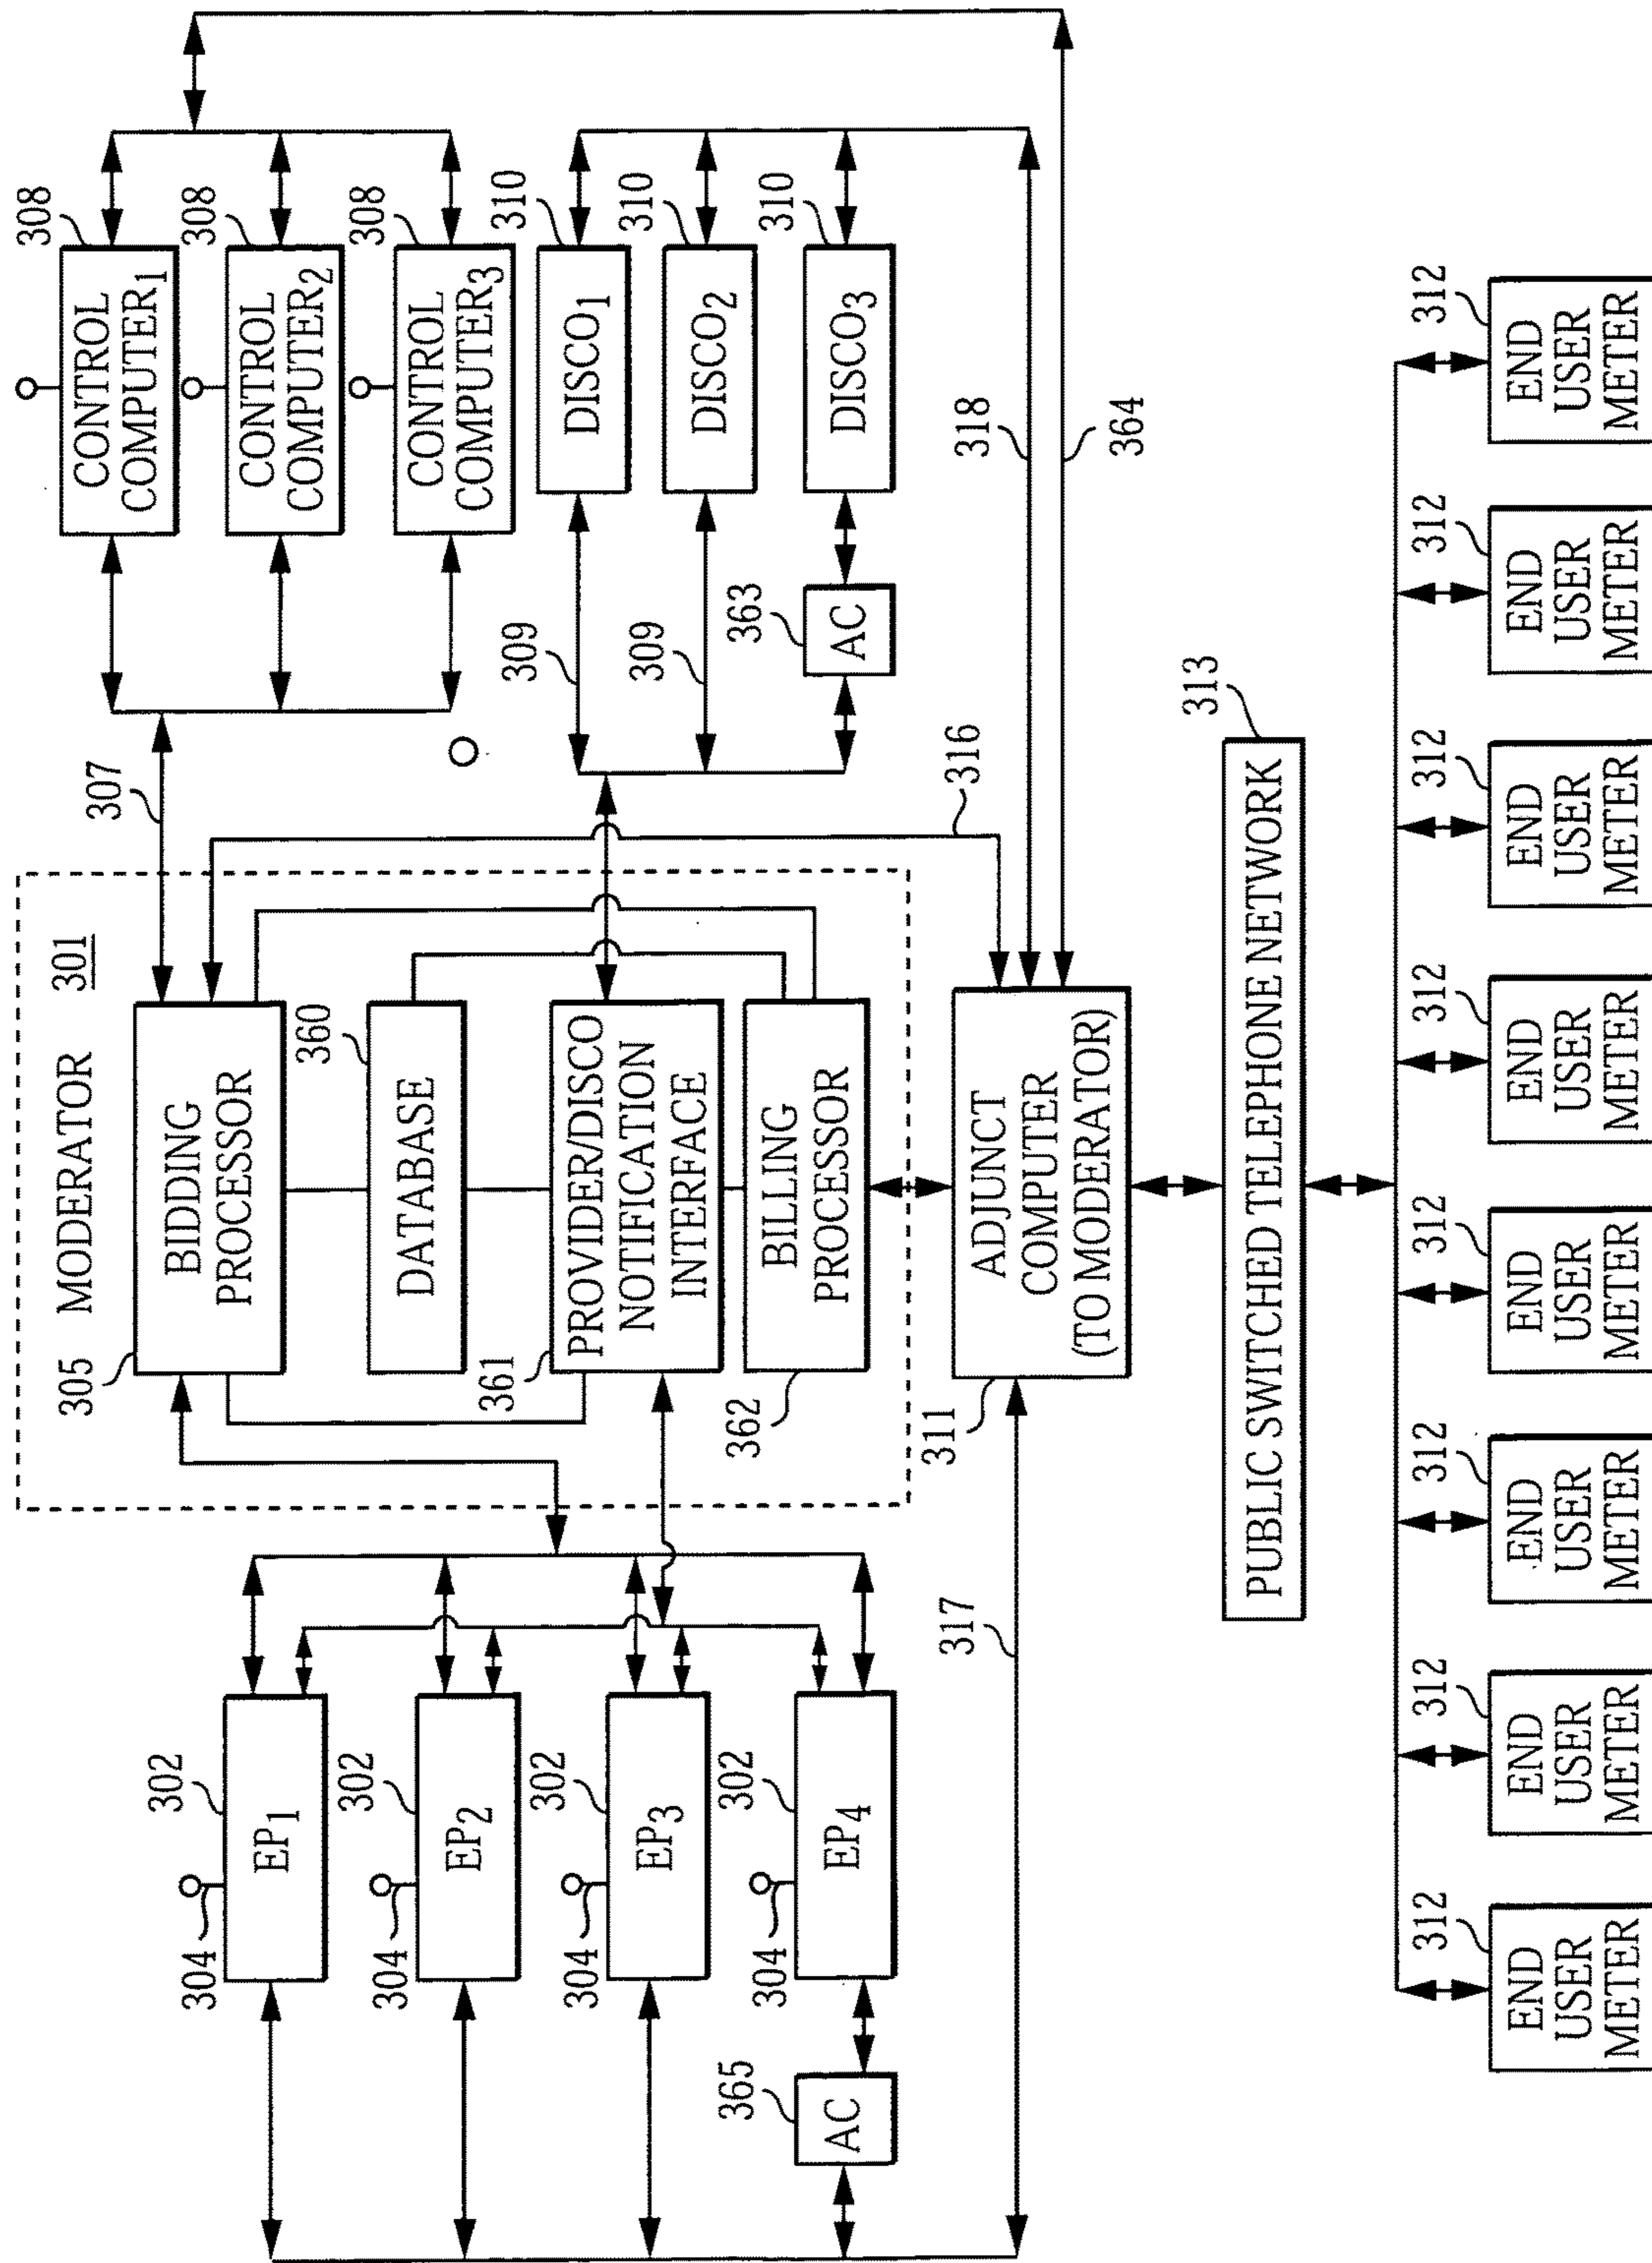 301
MODERATOR
305
BIDDING
PROCESSOR
360
DATABASE
361
PROVIDER/DISCO
NOTIFICATION
INTERFACE
362
BILLING
PROCESSOR
302
EP1
304
302
EP2
304
302
EP3
304
302
EP4
304
365
AC
307
308
CONTROL
COMPUTER1
308
CONTROL
COMPUTER2
308
CONTROL
COMPUTER3
310
DISCO1
310
DISCO2
310
DISCO3
309
309
363
AC
316
318
364
317
311
ADJUNCT
COMPUTER
(TO MODERATOR)
313
PUBLIC SWITCHED TELEPHONE NETWORK
312
END
USER
METER
312
END
USER
METER
312
END
USER
METER
312
END
USER
METER
312
END
USER
METER
312
END
USER
METER
312
END
USER
METER
312
END
USER
METER